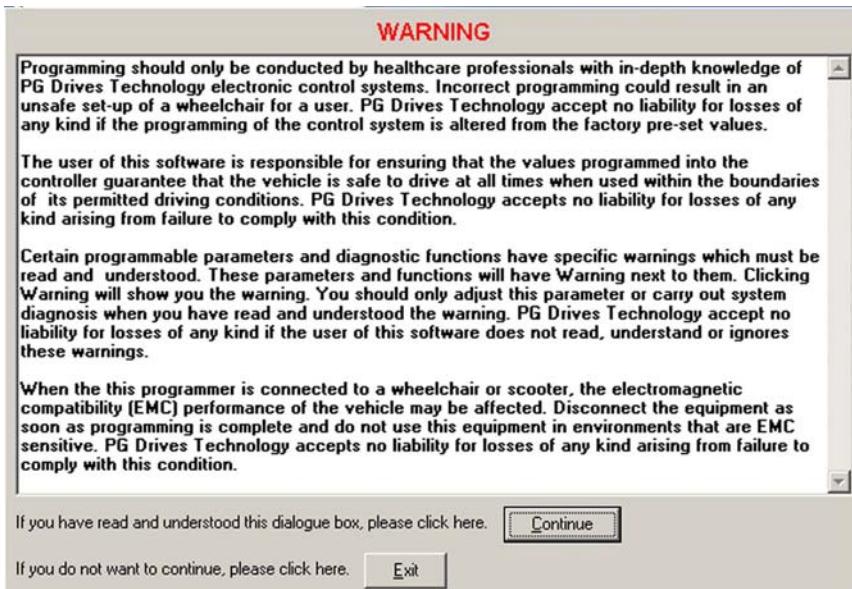 WARNING
Programming should only be conducted by healthcare professionals with in-depth knowledge of
PG Drives Technology electronic control systems. Incorrect programming could result in an
unsafe set-up of a wheelchair for a user. PG Drives Technology accept no liability for losses of
any kind if the programming of the control system is altered from the factory pre-set values.
The user of this software is responsible for ensuring that the values programmed into the
controller guarantee that the vehicle is safe to drive at all times when used within the boundaries
of its permitted driving conditions. PG Drives Technology accepts no liability for losses of any
kind arising from failure to comply with this condition.
Certain programmable parameters and diagnostic functions have specific warnings which must be
read and understood. These parameters and functions will have Warning next to them. Clicking
Warning will show you the warning. You should only adjust this parameter or carry out system
diagnosis when you have read and understood the warning. PG Drives Technology accept no
liability for losses of any kind if the user of this software does not read, understand or ignores
these warnings.
When the this programmer is connected to a wheelchair or scooter, the electromagnetic
compatibility (EMC) performance of the vehicle may be affected. Disconnect the equipment as
soon as programming is complete and do not use this equipment in environments that are EMC
sensitive. PG Drives Technology accepts no liability for losses of any kind arising from failure to
comply with this condition.
If you have read and understood this dialogue box, please click here. Continue
If you do not want to continue, please click here. Exit